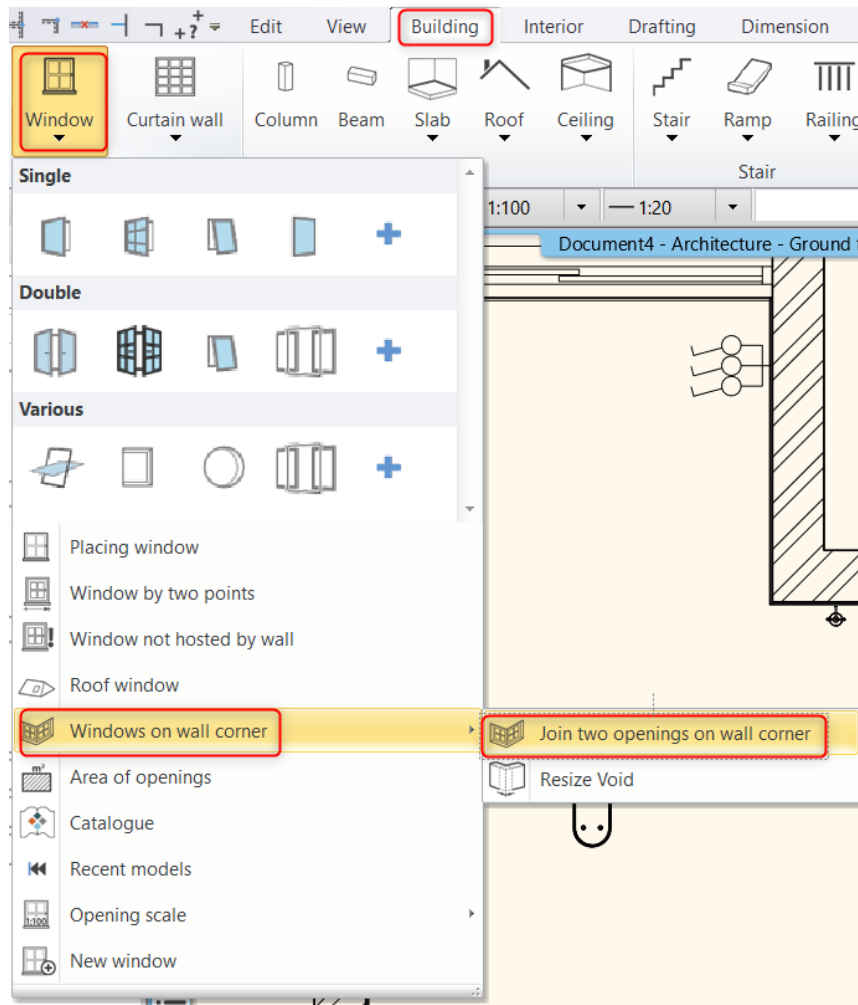 Edit View Building Interior Drafting Dimension
Window Curtain wall Column Beam Slab Roof Ceiling Stair Ramp Railing
Stair
Single
1:100 1:20
Document4 - Architecture - Ground
Double
Various
Placing window
Window by two points
Window not hosted by wall
Roof window
Windows on wall corner
Join two openings on wall corner
m²
Area of openings
Resize Void
Catalogue
Recent models
1:100
Opening scale
New window